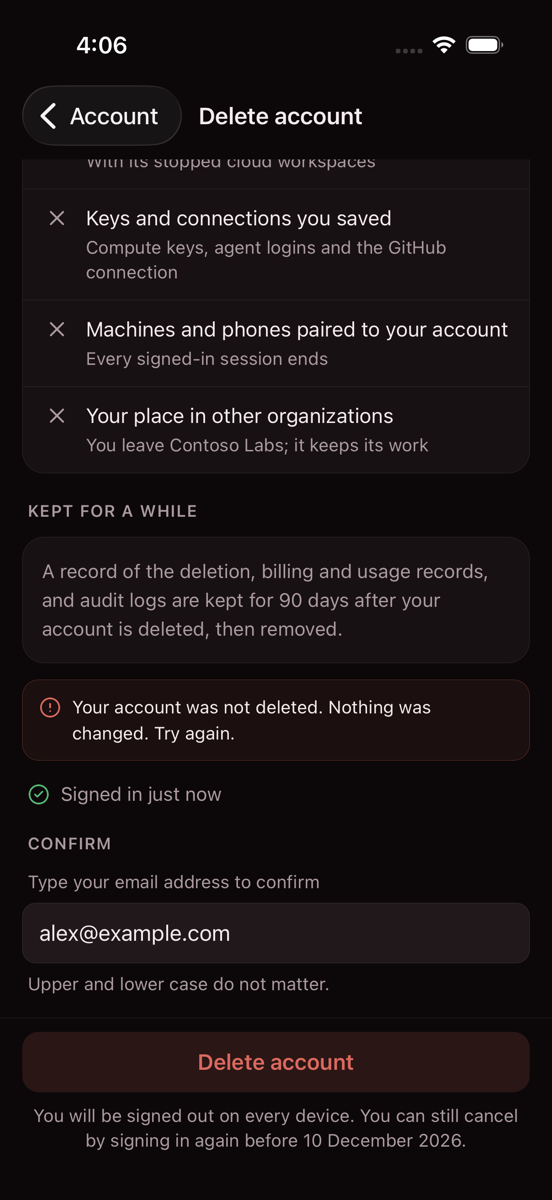 4:06
Account
Delete account
With its stopped cloud workspaces
Keys and connections you saved
Compute keys, agent logins and the GitHub
connection
Machines and phones paired to your account
Every signed-in session ends
Your place in other organizations
You leave Contoso Labs; it keeps its work
KEPT FOR A WHILE
A record of the deletion, billing and usage records,
and audit logs are kept for 90 days after your
account is deleted, then removed.
Your account was not deleted. Nothing was
changed. Try again.
Signed in just now
CONFIRM
Type your email address to confirm
alex@example.com
Upper and lower case do not matter.
Delete account
You will be signed out on every device. You can still cancel
by signing in again before 10 December 2026.